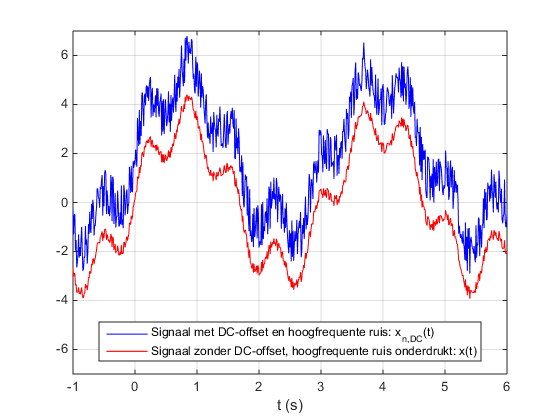 6
4
2
0
-2
-4
-6
Signaal met DC-offset en hoogfrequente ruis: x_{n,DC}(t)
Signaal zonder DC-offset, hoogfrequente ruis onderdrukt: x(t)
-1 0 1 2 3 4 5 6
t (s)